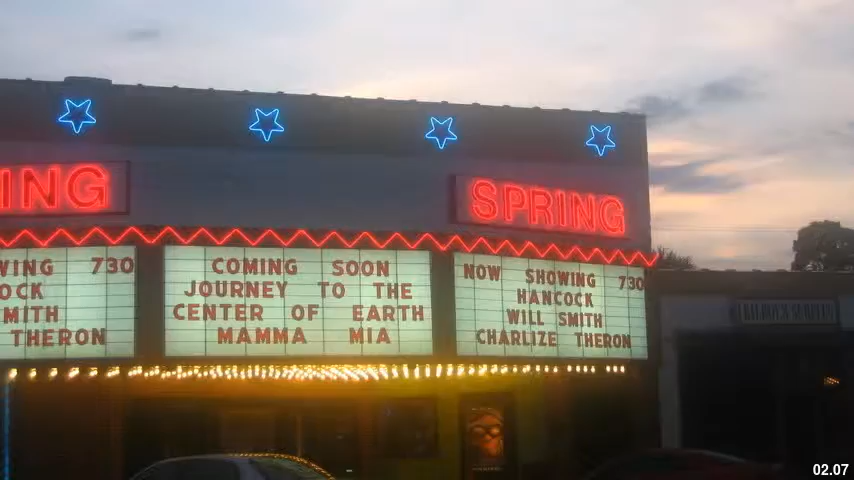 ING
SPRING
WING 730
OCK
MITH
THERON
COMING SOON
JOURNEY TO THE
CENTER OF EARTH
MAMMA MIA
NOW SHOWING 730
HANCOCK
WILL SMITH
CHARLIZE THERON
02.07